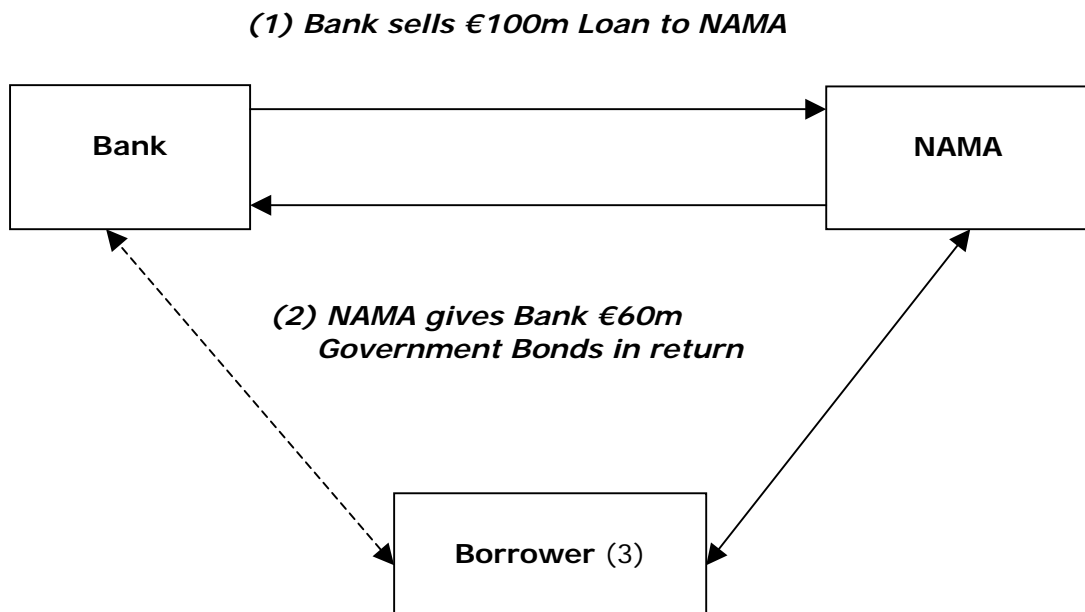 (1) Bank sells €100m Loan to NAMA
Bank
NAMA
(2) NAMA gives Bank €60m
Government Bonds in return
Borrower (3)